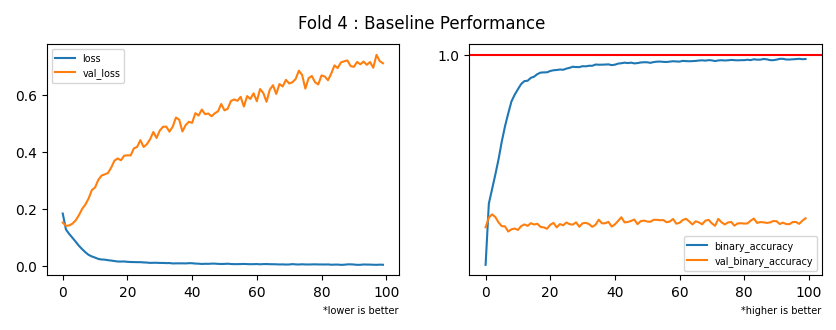 Fold 4 : Baseline Performance
loss
val_loss
0.6
0.4
0.2
0.0
0 20 40 60 80 100
*lower is better
1.0
binary_accuracy
val_binary_accuracy
0 20 40 60 80 100
*higher is better